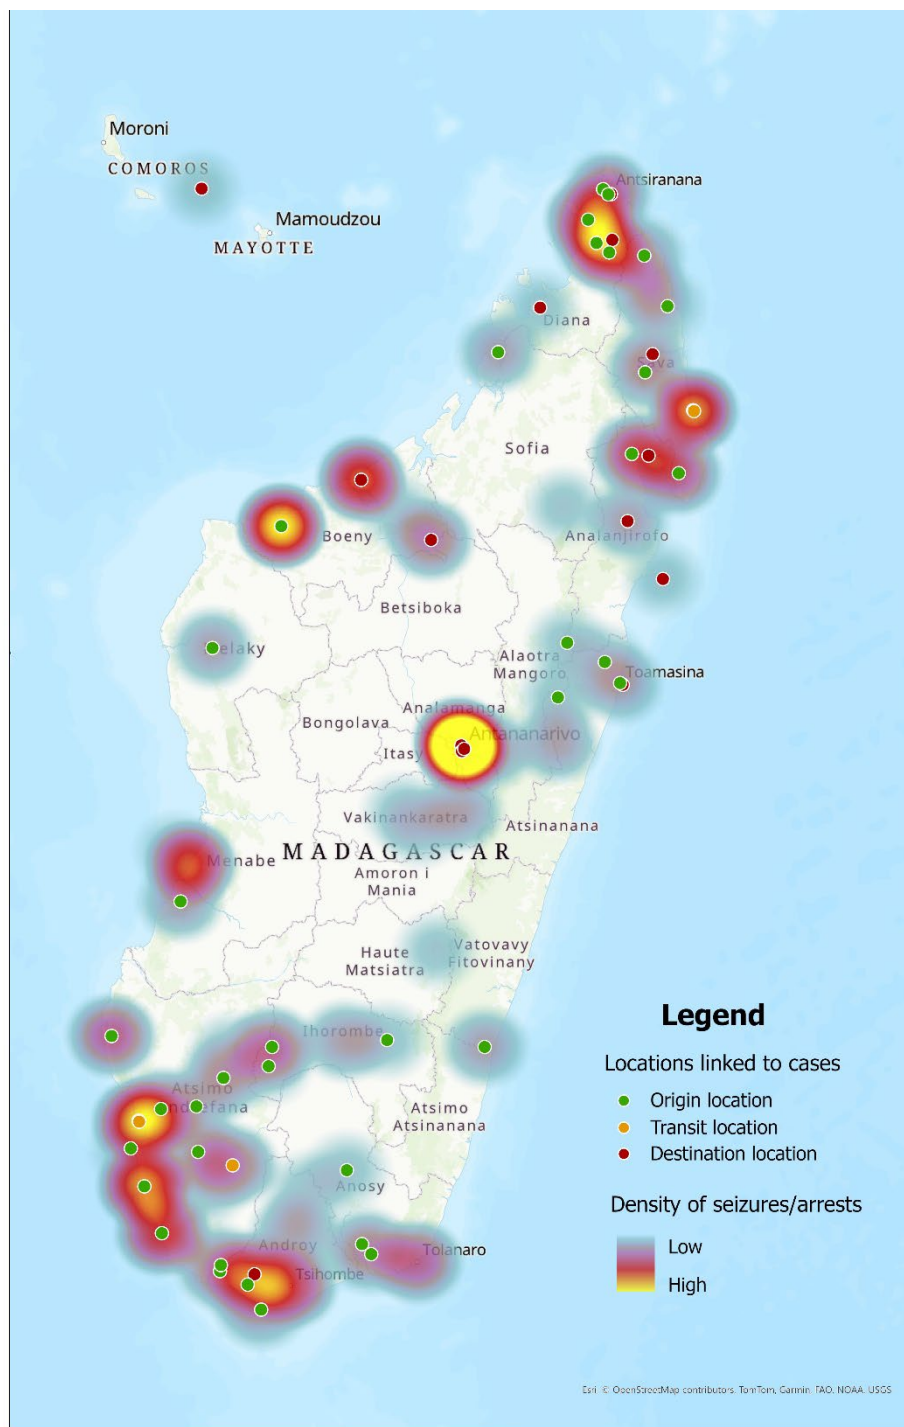 Moroni
COMOROS
Mamoudzou
MAYOTTE
Antsiranana
Diana
Sava
Sofia
Boeny
Analanjirofo
Betsiboka
Melaky
Alaotra
Mangoro
Toamasina
Analamanga
Bongolava
Antananarivo
Itasy
Vakinankaratra
Atsinanana
MADAGASCAR
Menabe
Amoron i
Mania
Haute
Matsiatra
Vatovavy
Fitovinany
Ihorombe
Atsimo
Andrefana
Atsimo
Atsinanana
Anosy
Androy
Tolanaro
Tsihombe
Legend
Locations linked to cases
Origin location
Transit location
Destination location
Density of seizures/arrests
Low
High
Esri, © OpenStreetMap contributors, TomTom, Garmin, FAO, NOAA, USGS